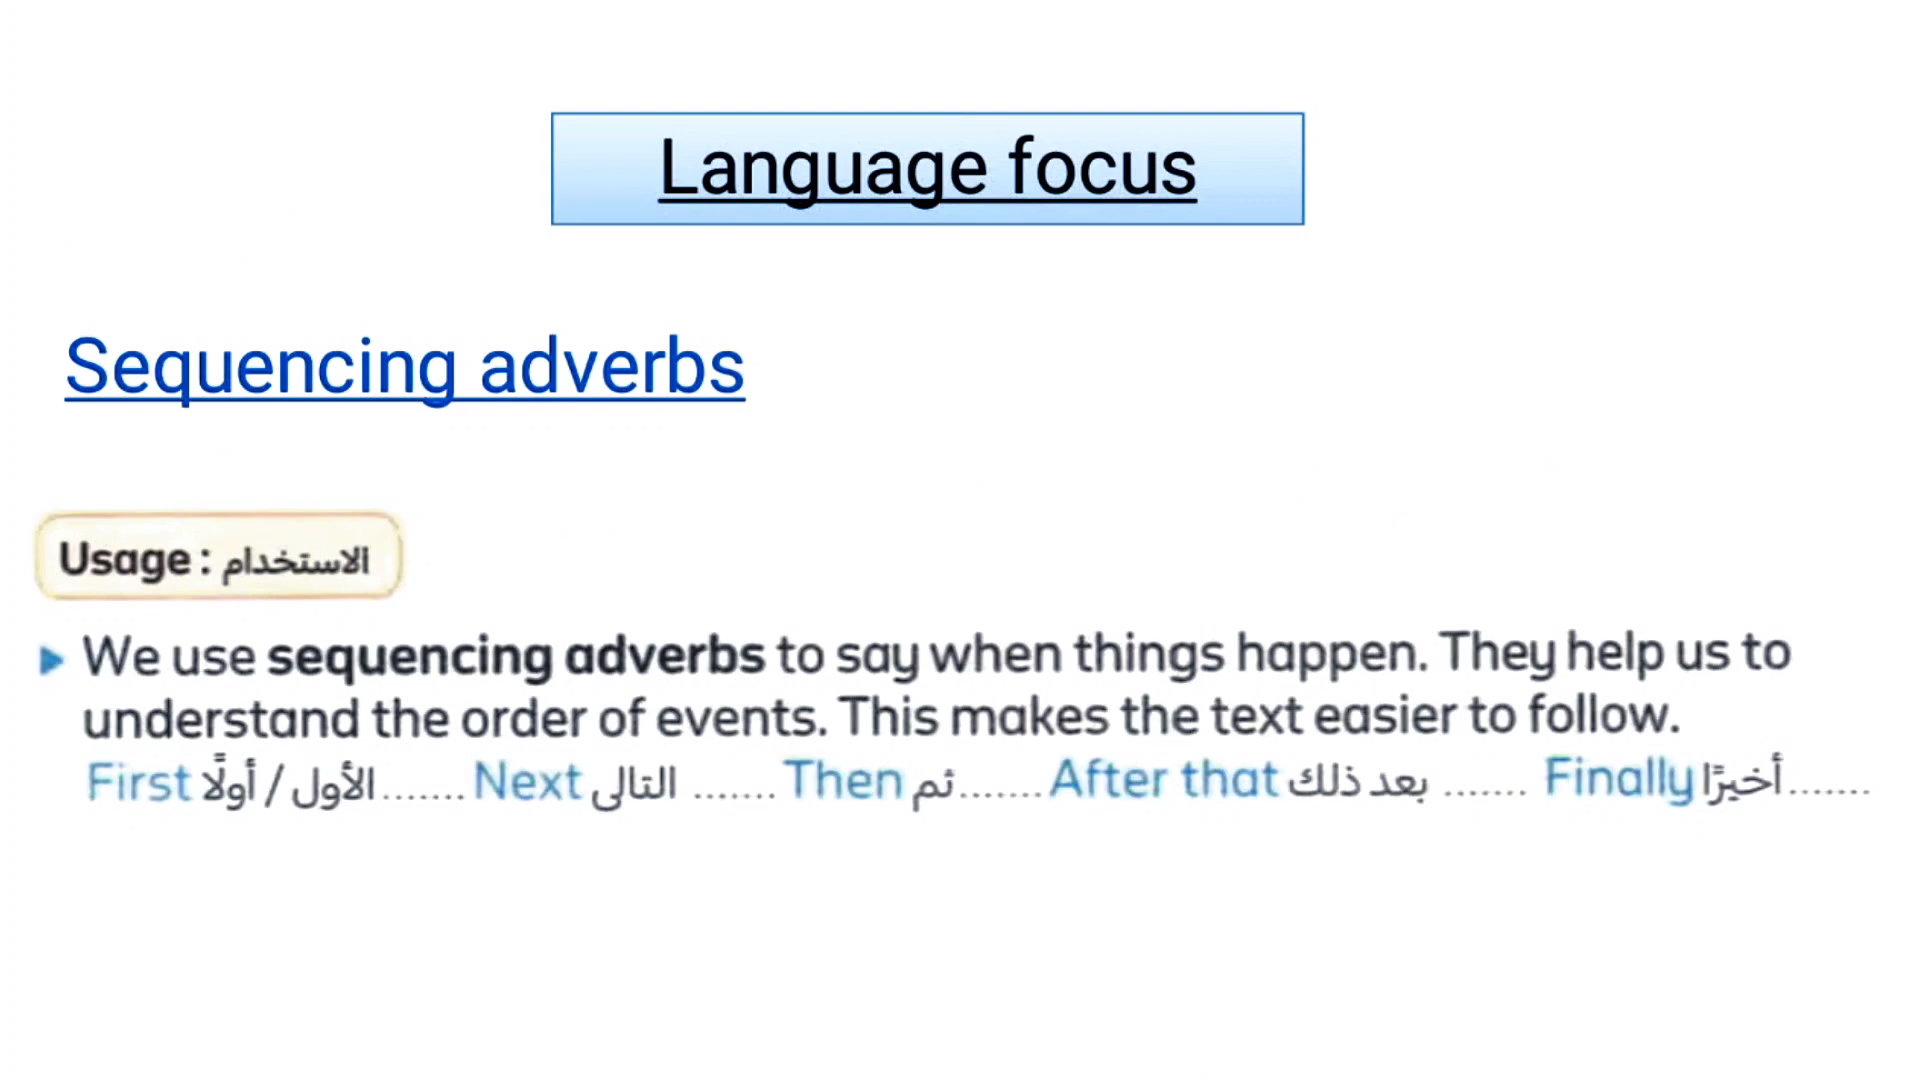 Language focus
Sequencing adverbs
Usage : الاستخدام
We use sequencing adverbs to say when things happen. They help us to
understand the order of events. This makes the text easier to follow.
First الأول / أولًا ....... Next التالى ....... Then ثم ....... After that بعد ذلك ....... Finally أخيرًا .......